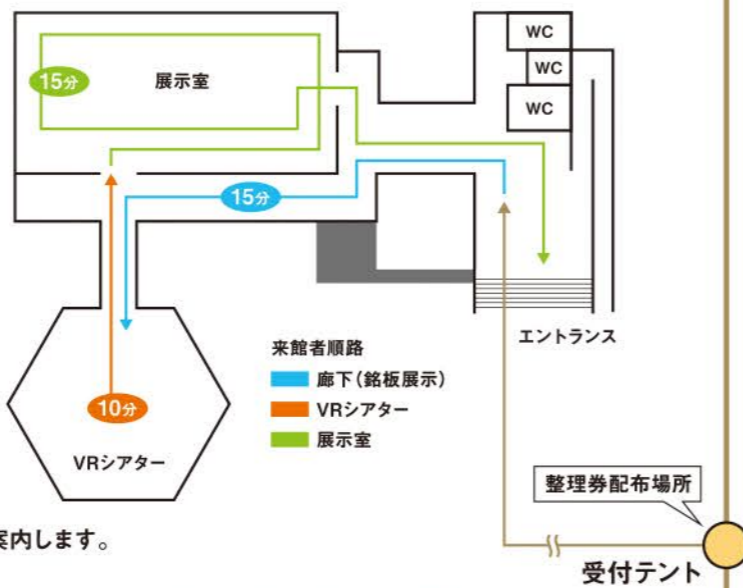 WC
WC
WC
15分
展示室
15分
エントランス
来館者順路
廊下（銘板展示）
VRシアター
展示室
10分
VRシアター
整理券配布場所
案内します。
受付テント